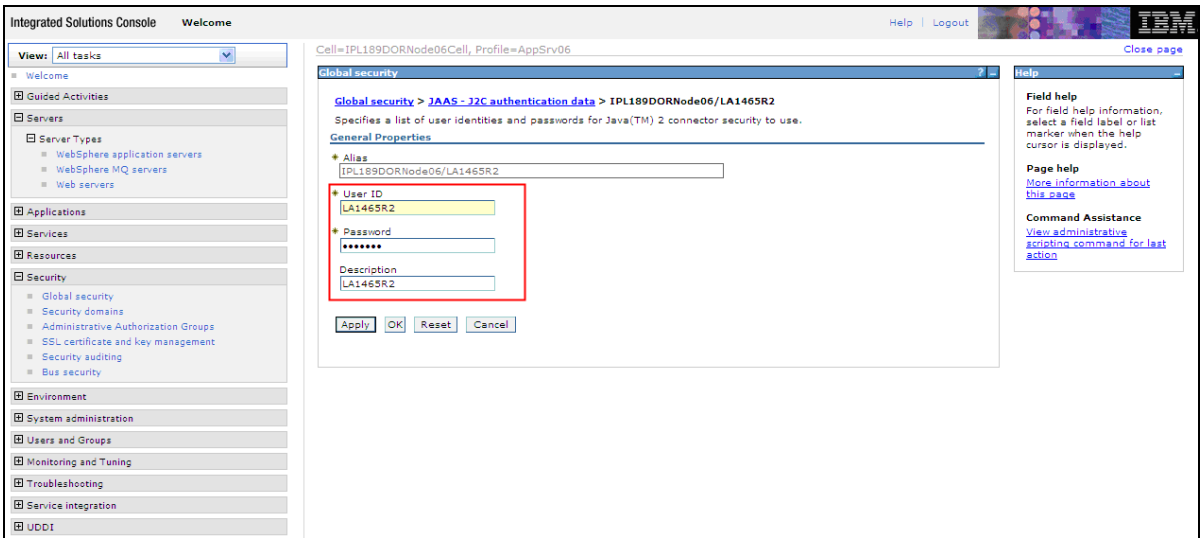 Integrated Solutions Console Welcome
Help | Logout
IBM.
View: All tasks
Welcome
Guided Activities
Servers
Server Types
WebSphere application servers
WebSphere MQ servers
Web servers
Applications
Services
Resources
Security
Global security
Security domains
Administrative Authorization Groups
SSL certificate and key management
Security auditing
Bus security
Environment
System administration
Users and Groups
Monitoring and Tuning
Troubleshooting
Service integration
UDDI
Cell=IPL189DORNode06Cell, Profile=AppSrv06
Close page
Global security
Global security > JAAS - J2C authentication data > IPL189DORNode06/LA1465R2
Specifies a list of user identities and passwords for Java(TM) 2 connector security to use.
General Properties
Alias
IPL189DORNode06/LA1465R2
User ID
LA1465R2
Password
•••••••
Description
LA1465R2
Apply OK Reset Cancel
Help
Field help
For field help information,
select a field label or list
marker when the help
cursor is displayed.
Page help
More information about
this page
Command Assistance
View administrative
scripting command for last
action